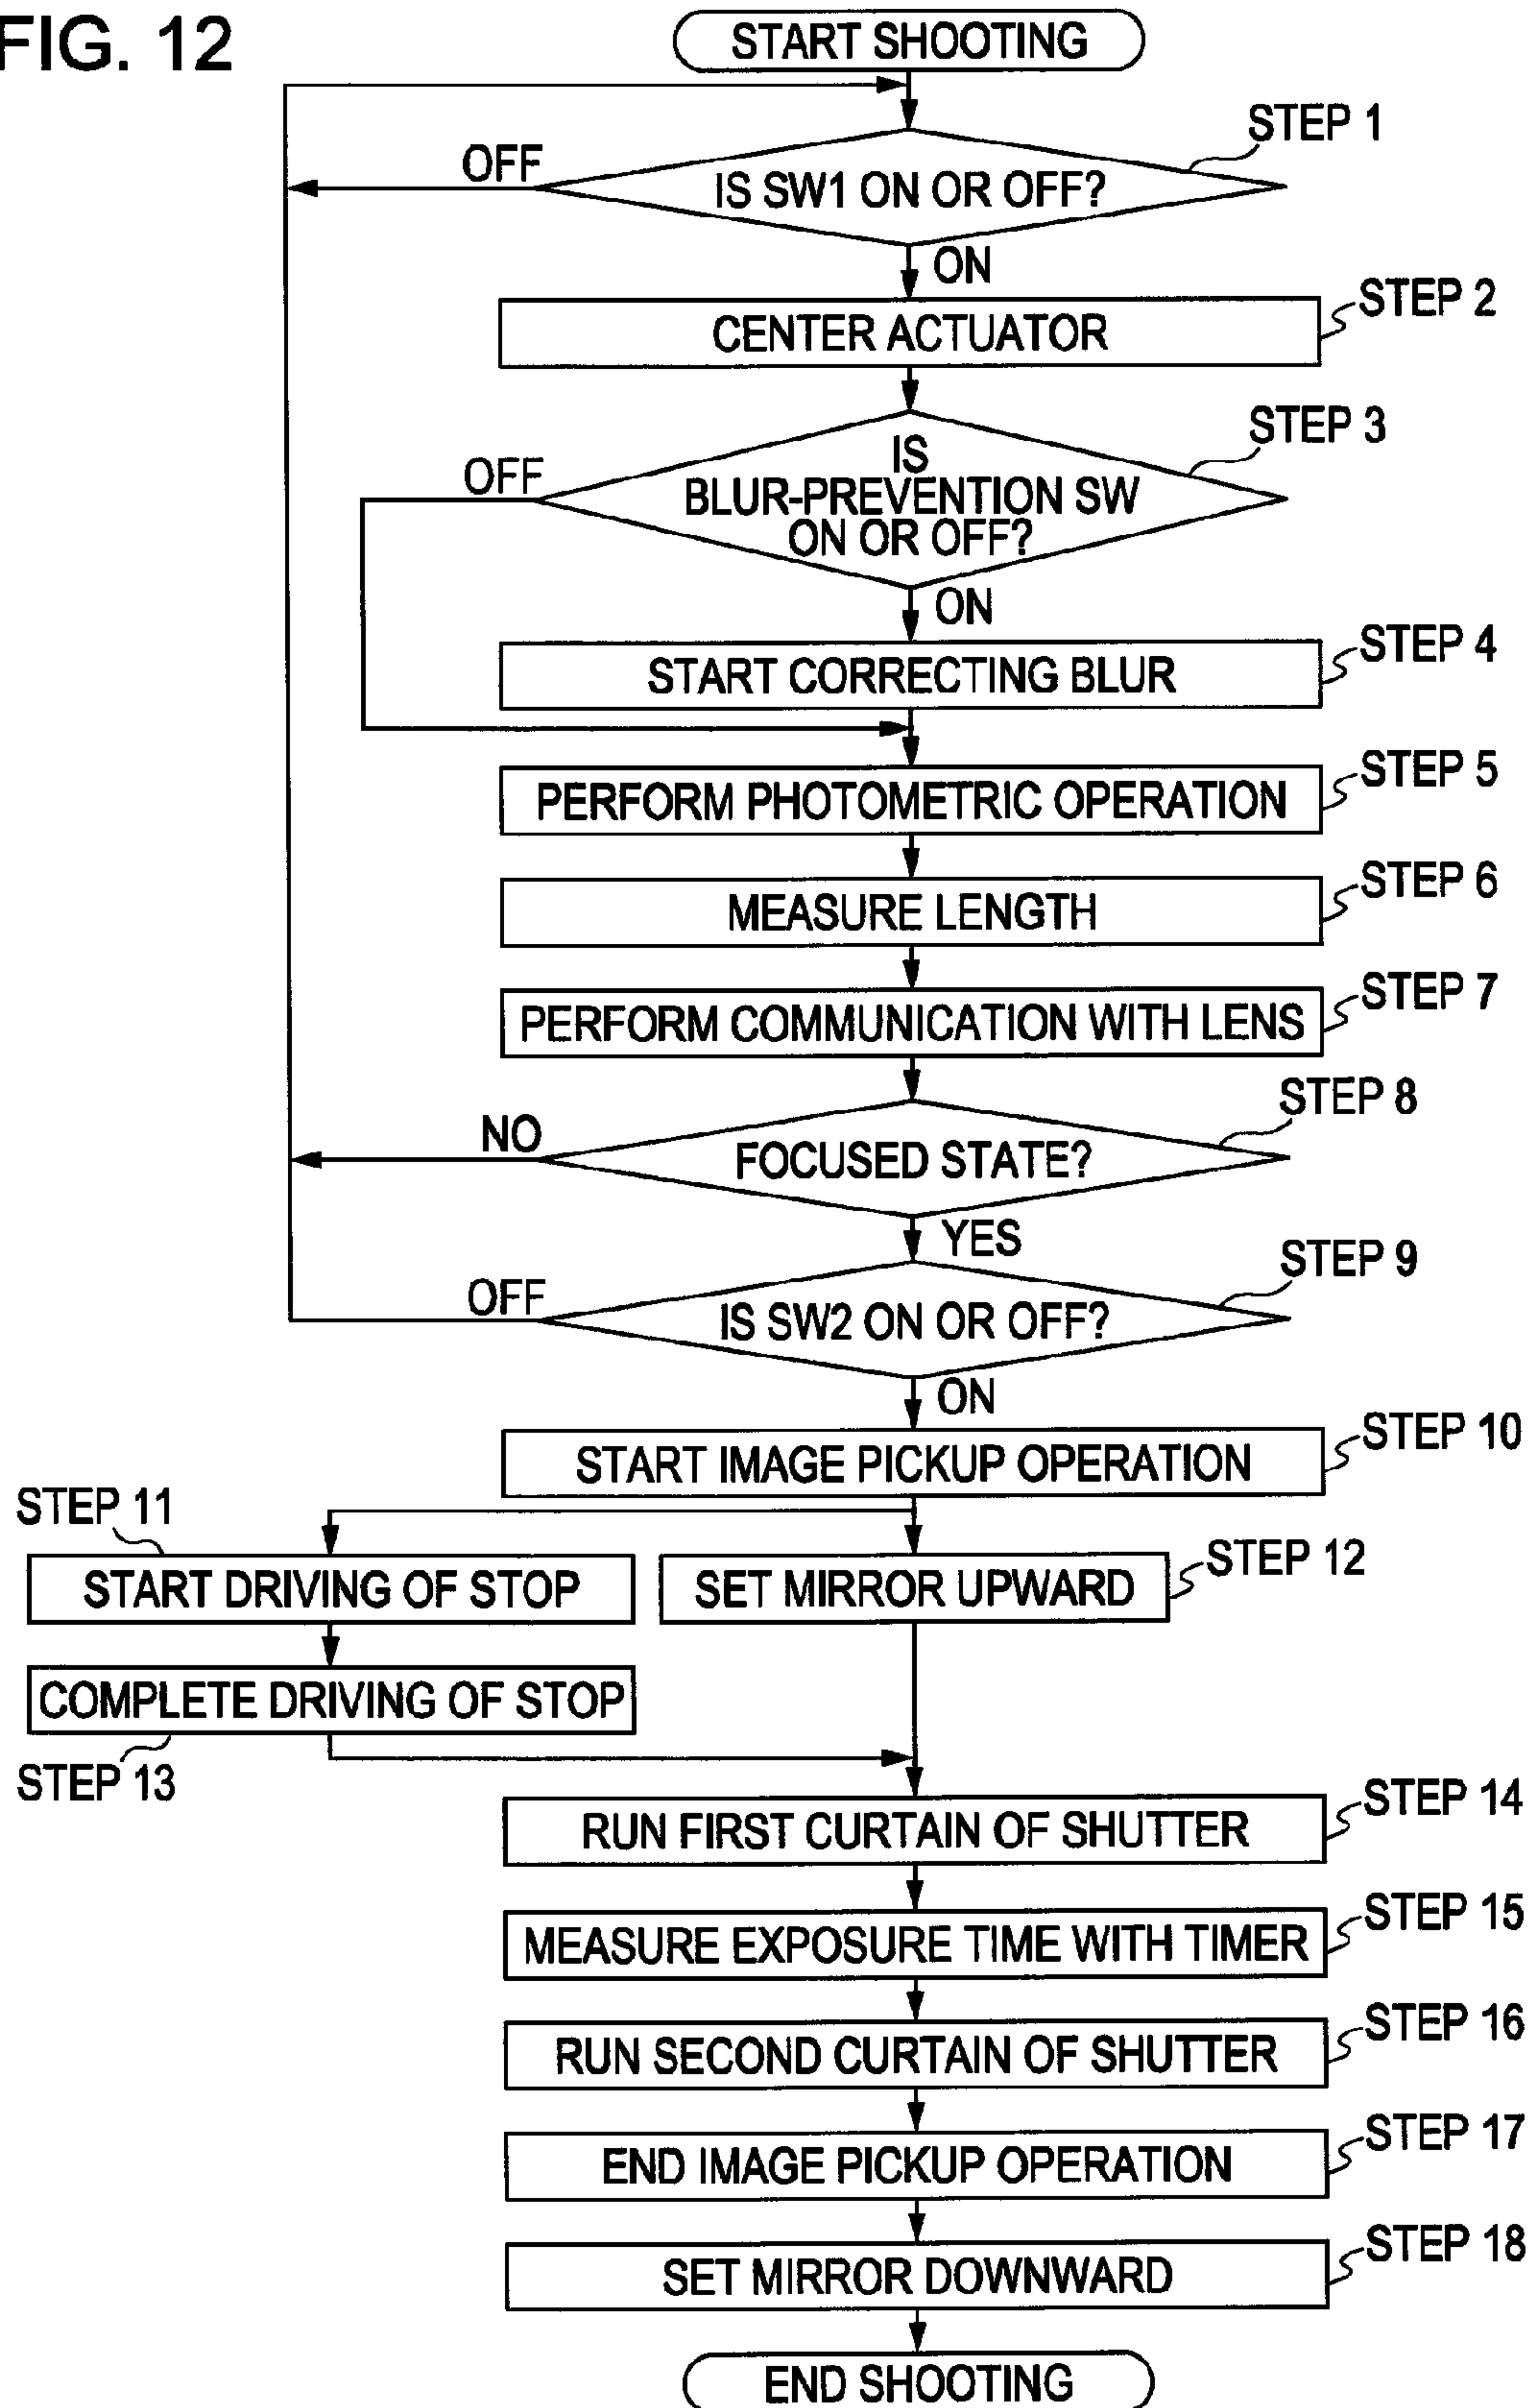 FIG. 12
START SHOOTING
STEP 1
OFF
IS SW1 ON OR OFF?
ON
STEP 2
CENTER ACTUATOR
STEP 3
OFF
IS
BLUR-PREVENTION SW
ON OR OFF?
ON
STEP 4
START CORRECTING BLUR
STEP 5
PERFORM PHOTOMETRIC OPERATION
STEP 6
MEASURE LENGTH
STEP 7
PERFORM COMMUNICATION WITH LENS
STEP 8
NO
FOCUSED STATE?
YES
STEP 9
OFF
IS SW2 ON OR OFF?
ON
STEP 10
START IMAGE PICKUP OPERATION
STEP 11
START DRIVING OF STOP
SET MIRROR UPWARD
STEP 12
COMPLETE DRIVING OF STOP
STEP 13
STEP 14
RUN FIRST CURTAIN OF SHUTTER
STEP 15
MEASURE EXPOSURE TIME WITH TIMER
STEP 16
RUN SECOND CURTAIN OF SHUTTER
STEP 17
END IMAGE PICKUP OPERATION
STEP 18
SET MIRROR DOWNWARD
END SHOOTING